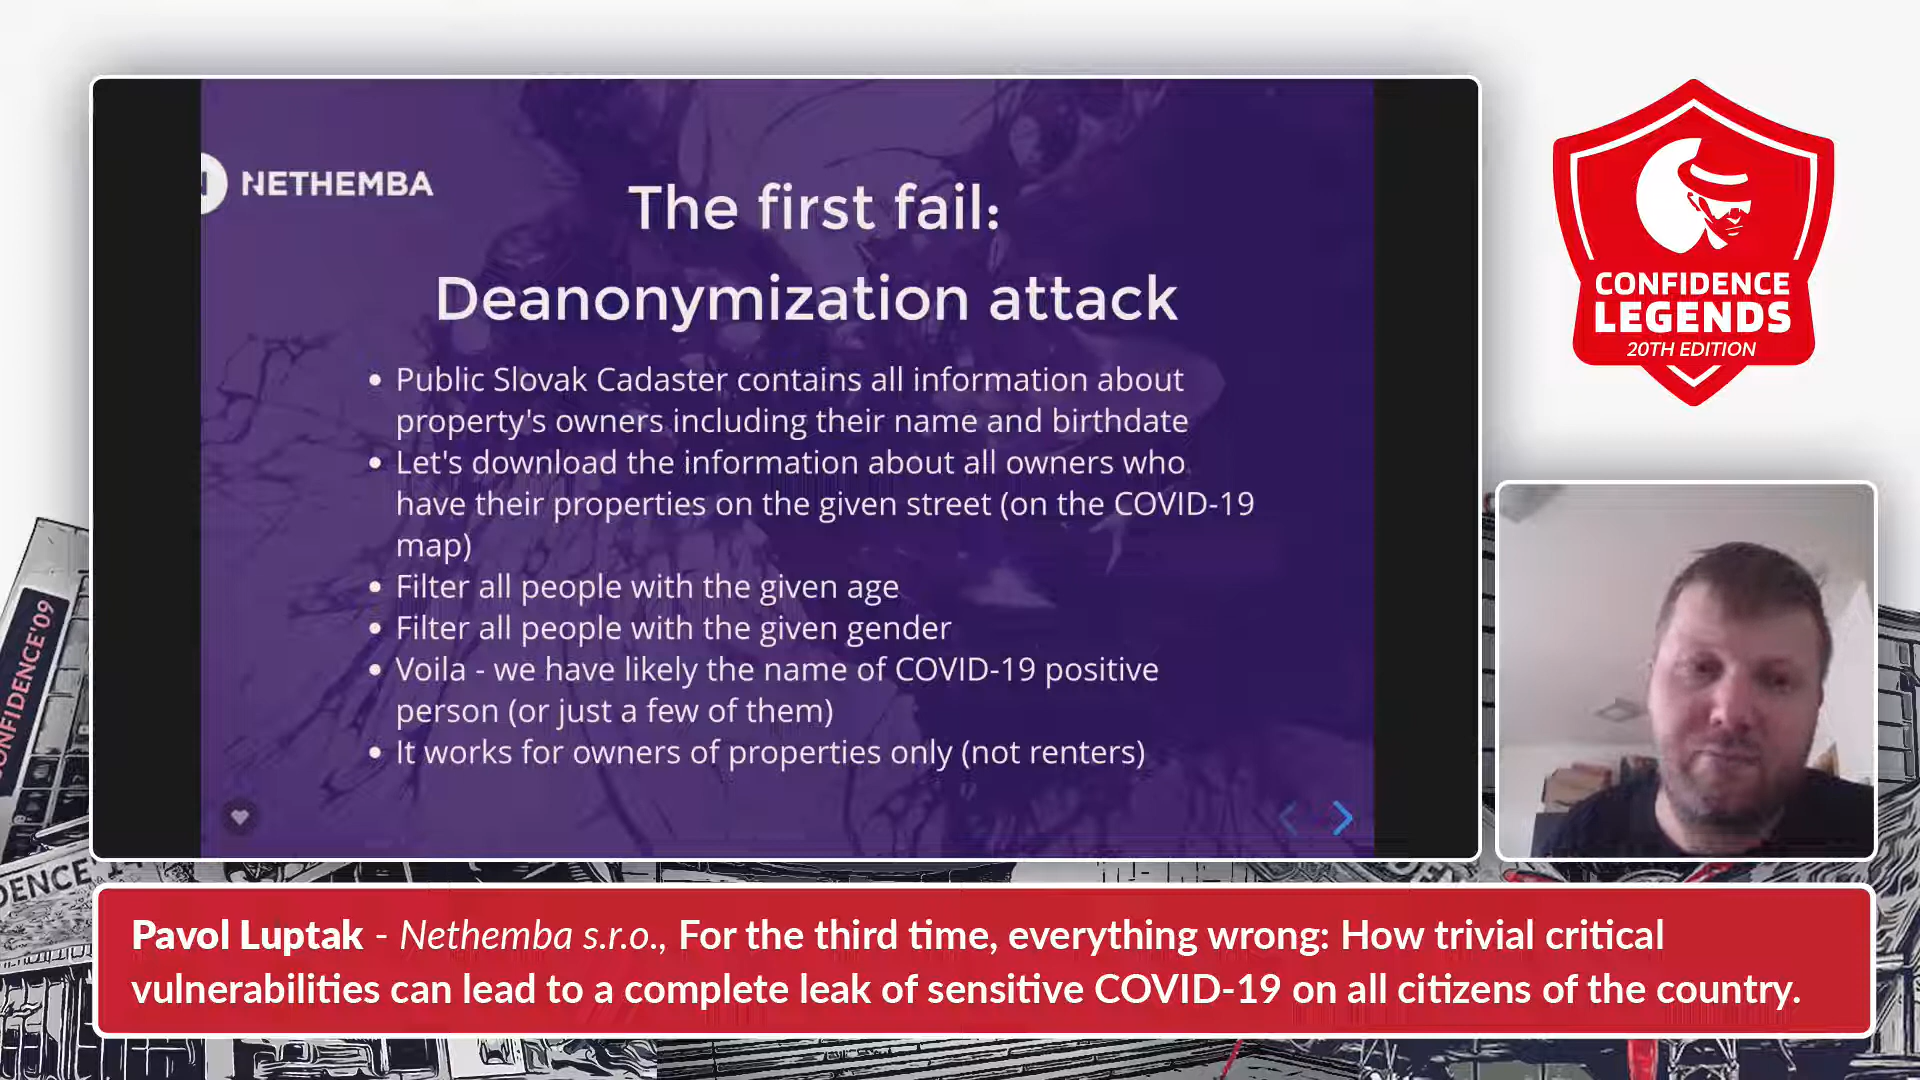 NETHEMBA
The first fail:
Deanonymization attack
• Public Slovak Cadaster contains all information about
property's owners including their name and birthdate
• Let's download the information about all owners who
have their properties on the given street (on the COVID-19
map)
• Filter all people with the given age
• Filter all people with the given gender
• Voila - we have likely the name of COVID-19 positive
person (or just a few of them)
• It works for owners of properties only (not renters)
CONFIDENCE
LEGENDS
20TH EDITION
CONFIDENCE'09
Pavol Luptak - Nethemba s.r.o., For the third time, everything wrong: How trivial critical
vulnerabilities can lead to a complete leak of sensitive COVID-19 on all citizens of the country.